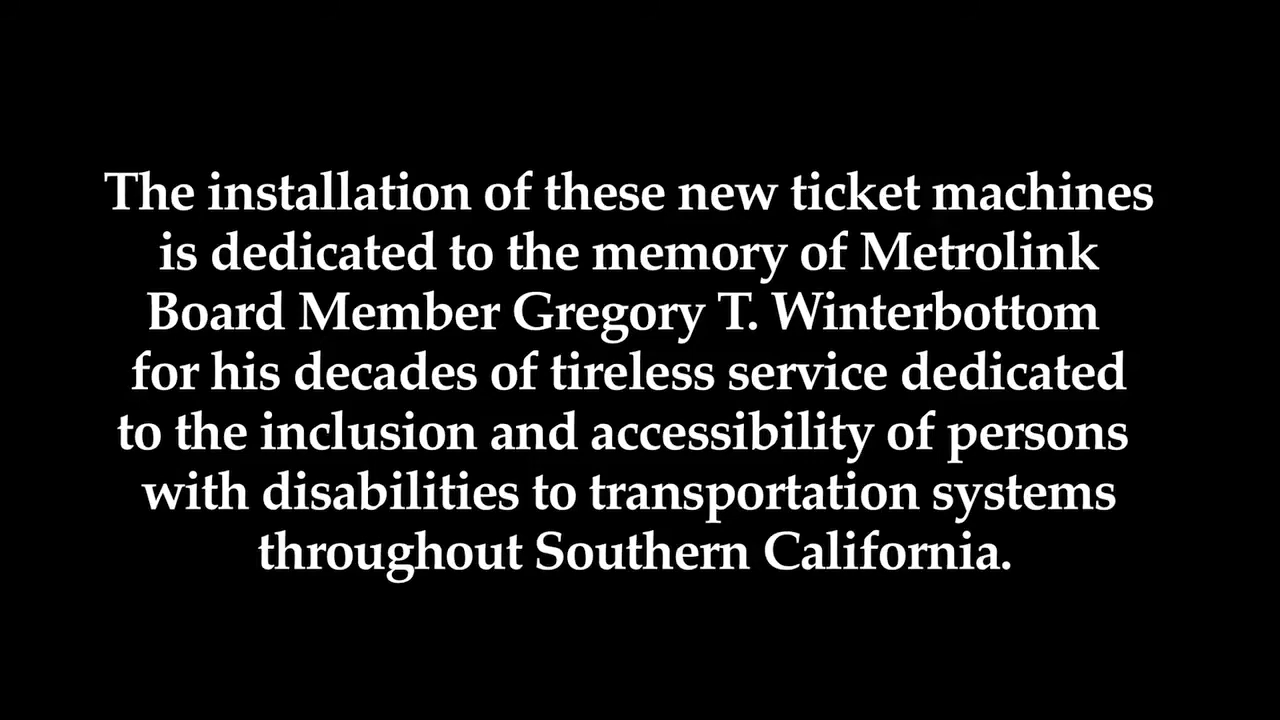 The installation of these new ticket machines
is dedicated to the memory of Metrolink
Board Member Gregory T. Winterbottom
for his decades of tireless service dedicated
to the inclusion and accessibility of persons
with disabilities to transportation systems
throughout Southern California.